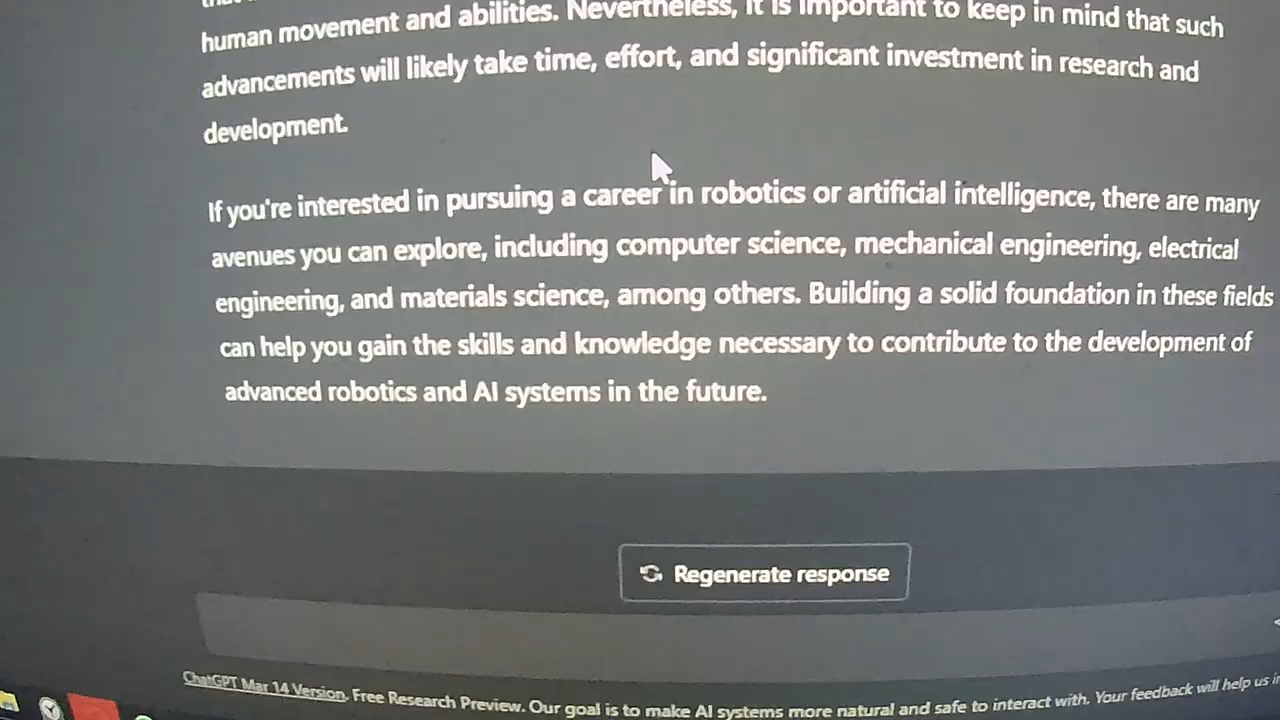 human movement and abilities. Nevertheless, it is important to keep in mind that such
advancements will likely take time, effort, and significant investment in research and
development.
If you're interested in pursuing a career in robotics or artificial intelligence, there are many
avenues you can explore, including computer science, mechanical engineering, electrical
engineering, and materials science, among others. Building a solid foundation in these fields
can help you gain the skills and knowledge necessary to contribute to the development of
advanced robotics and AI systems in the future.
Regenerate response
ChatGPT Mar 14 Version. Free Research Preview. Our goal is to make AI systems more natural and safe to interact with. Your feedback will help us